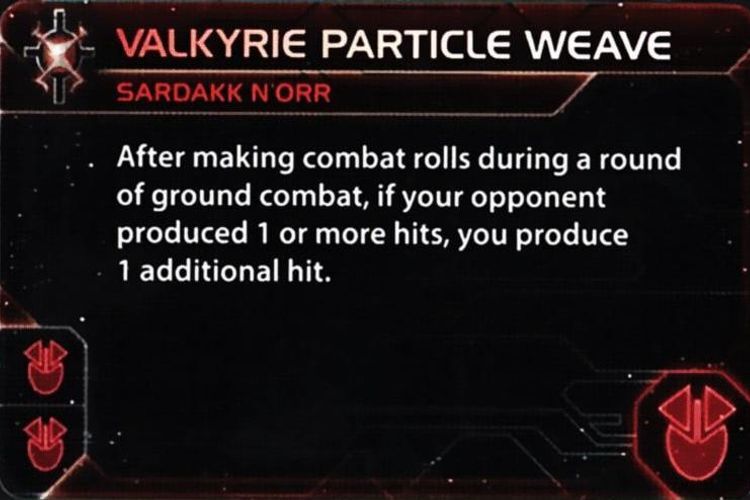 VALKYRIE PARTICLE WEAVE
SARDAKK N'ORR
After making combat rolls during a round
of ground combat, if your opponent
produced 1 or more hits, you produce
1 additional hit.